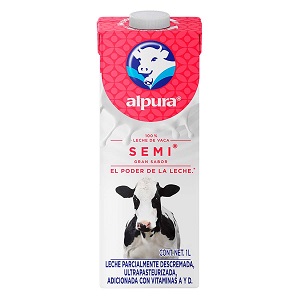 alpura®
100%
LECHE DE VACA
SEMI*
GRAN SABOR
EL PODER DE LA LECHE.*
CONT. NET. 1L
LECHE PARCIALMENTE DESCREMADA,
ULTRAPASTEURIZADA,
ADICIONADA CON VITAMINAS A Y D.